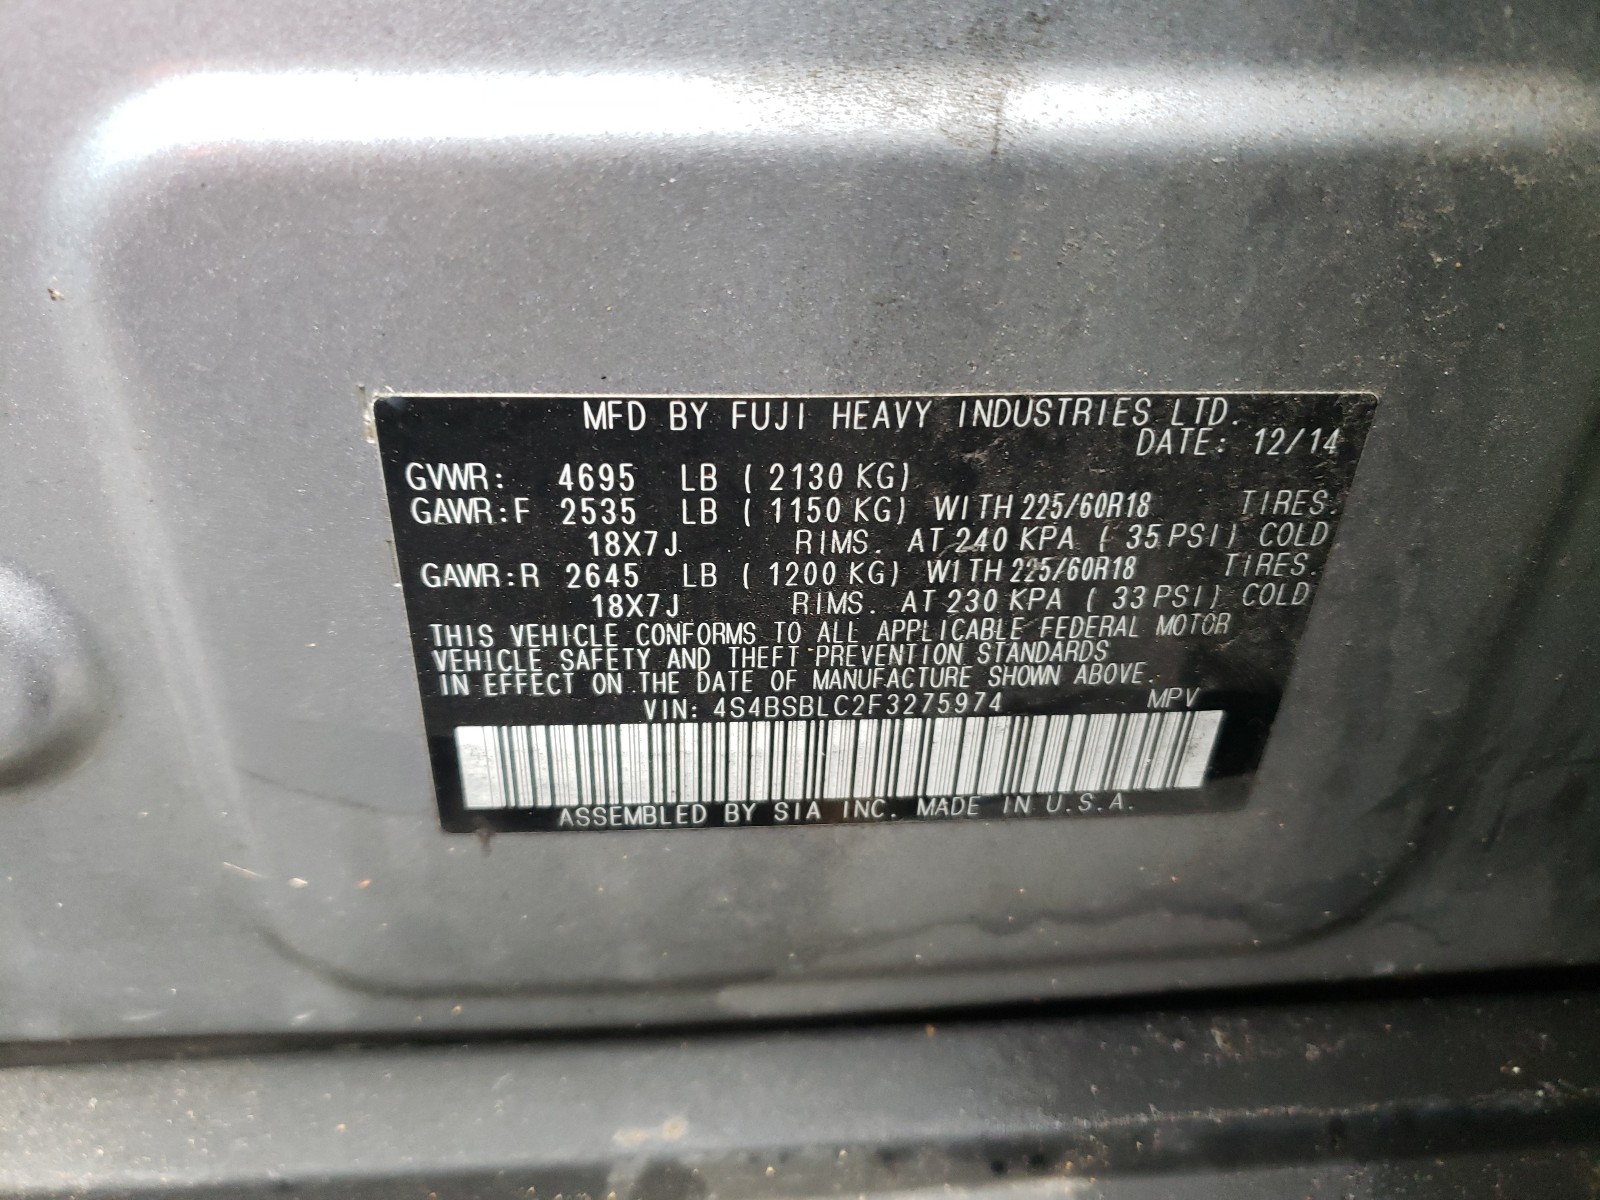 MFD BY FUJI HEAVY INDUSTRIES LTD.
DATE: 12/14
GVWR: 4695 LB ( 2130 KG)
GAWR:F 2535 LB ( 1150 KG) WITH 225/60R18 TIRES.
18X7J RIMS. AT 240 KPA ( 35 PSI) COLD
GAWR:R 2645 LB ( 1200 KG) WITH 225/60R18 TIRES.
18X7J RIMS. AT 230 KPA ( 33 PSI) COLD
THIS VEHICLE CONFORMS TO ALL APPLICABLE FEDERAL MOTOR
VEHICLE SAFETY AND THEFT PREVENTION STANDARDS
IN EFFECT ON THE DATE OF MANUFACTURE SHOWN ABOVE.
VIN: 4S4BSBLC2F3275974 MPV
ASSEMBLED BY SIA INC. MADE IN U.S.A.